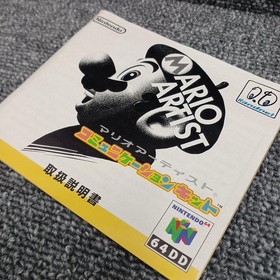 Nintendo
MARIO
ARTIST
Randnet
マリオアーティスト
コミュニケーションキット
取扱説明書
NINTENDO 64
64DD